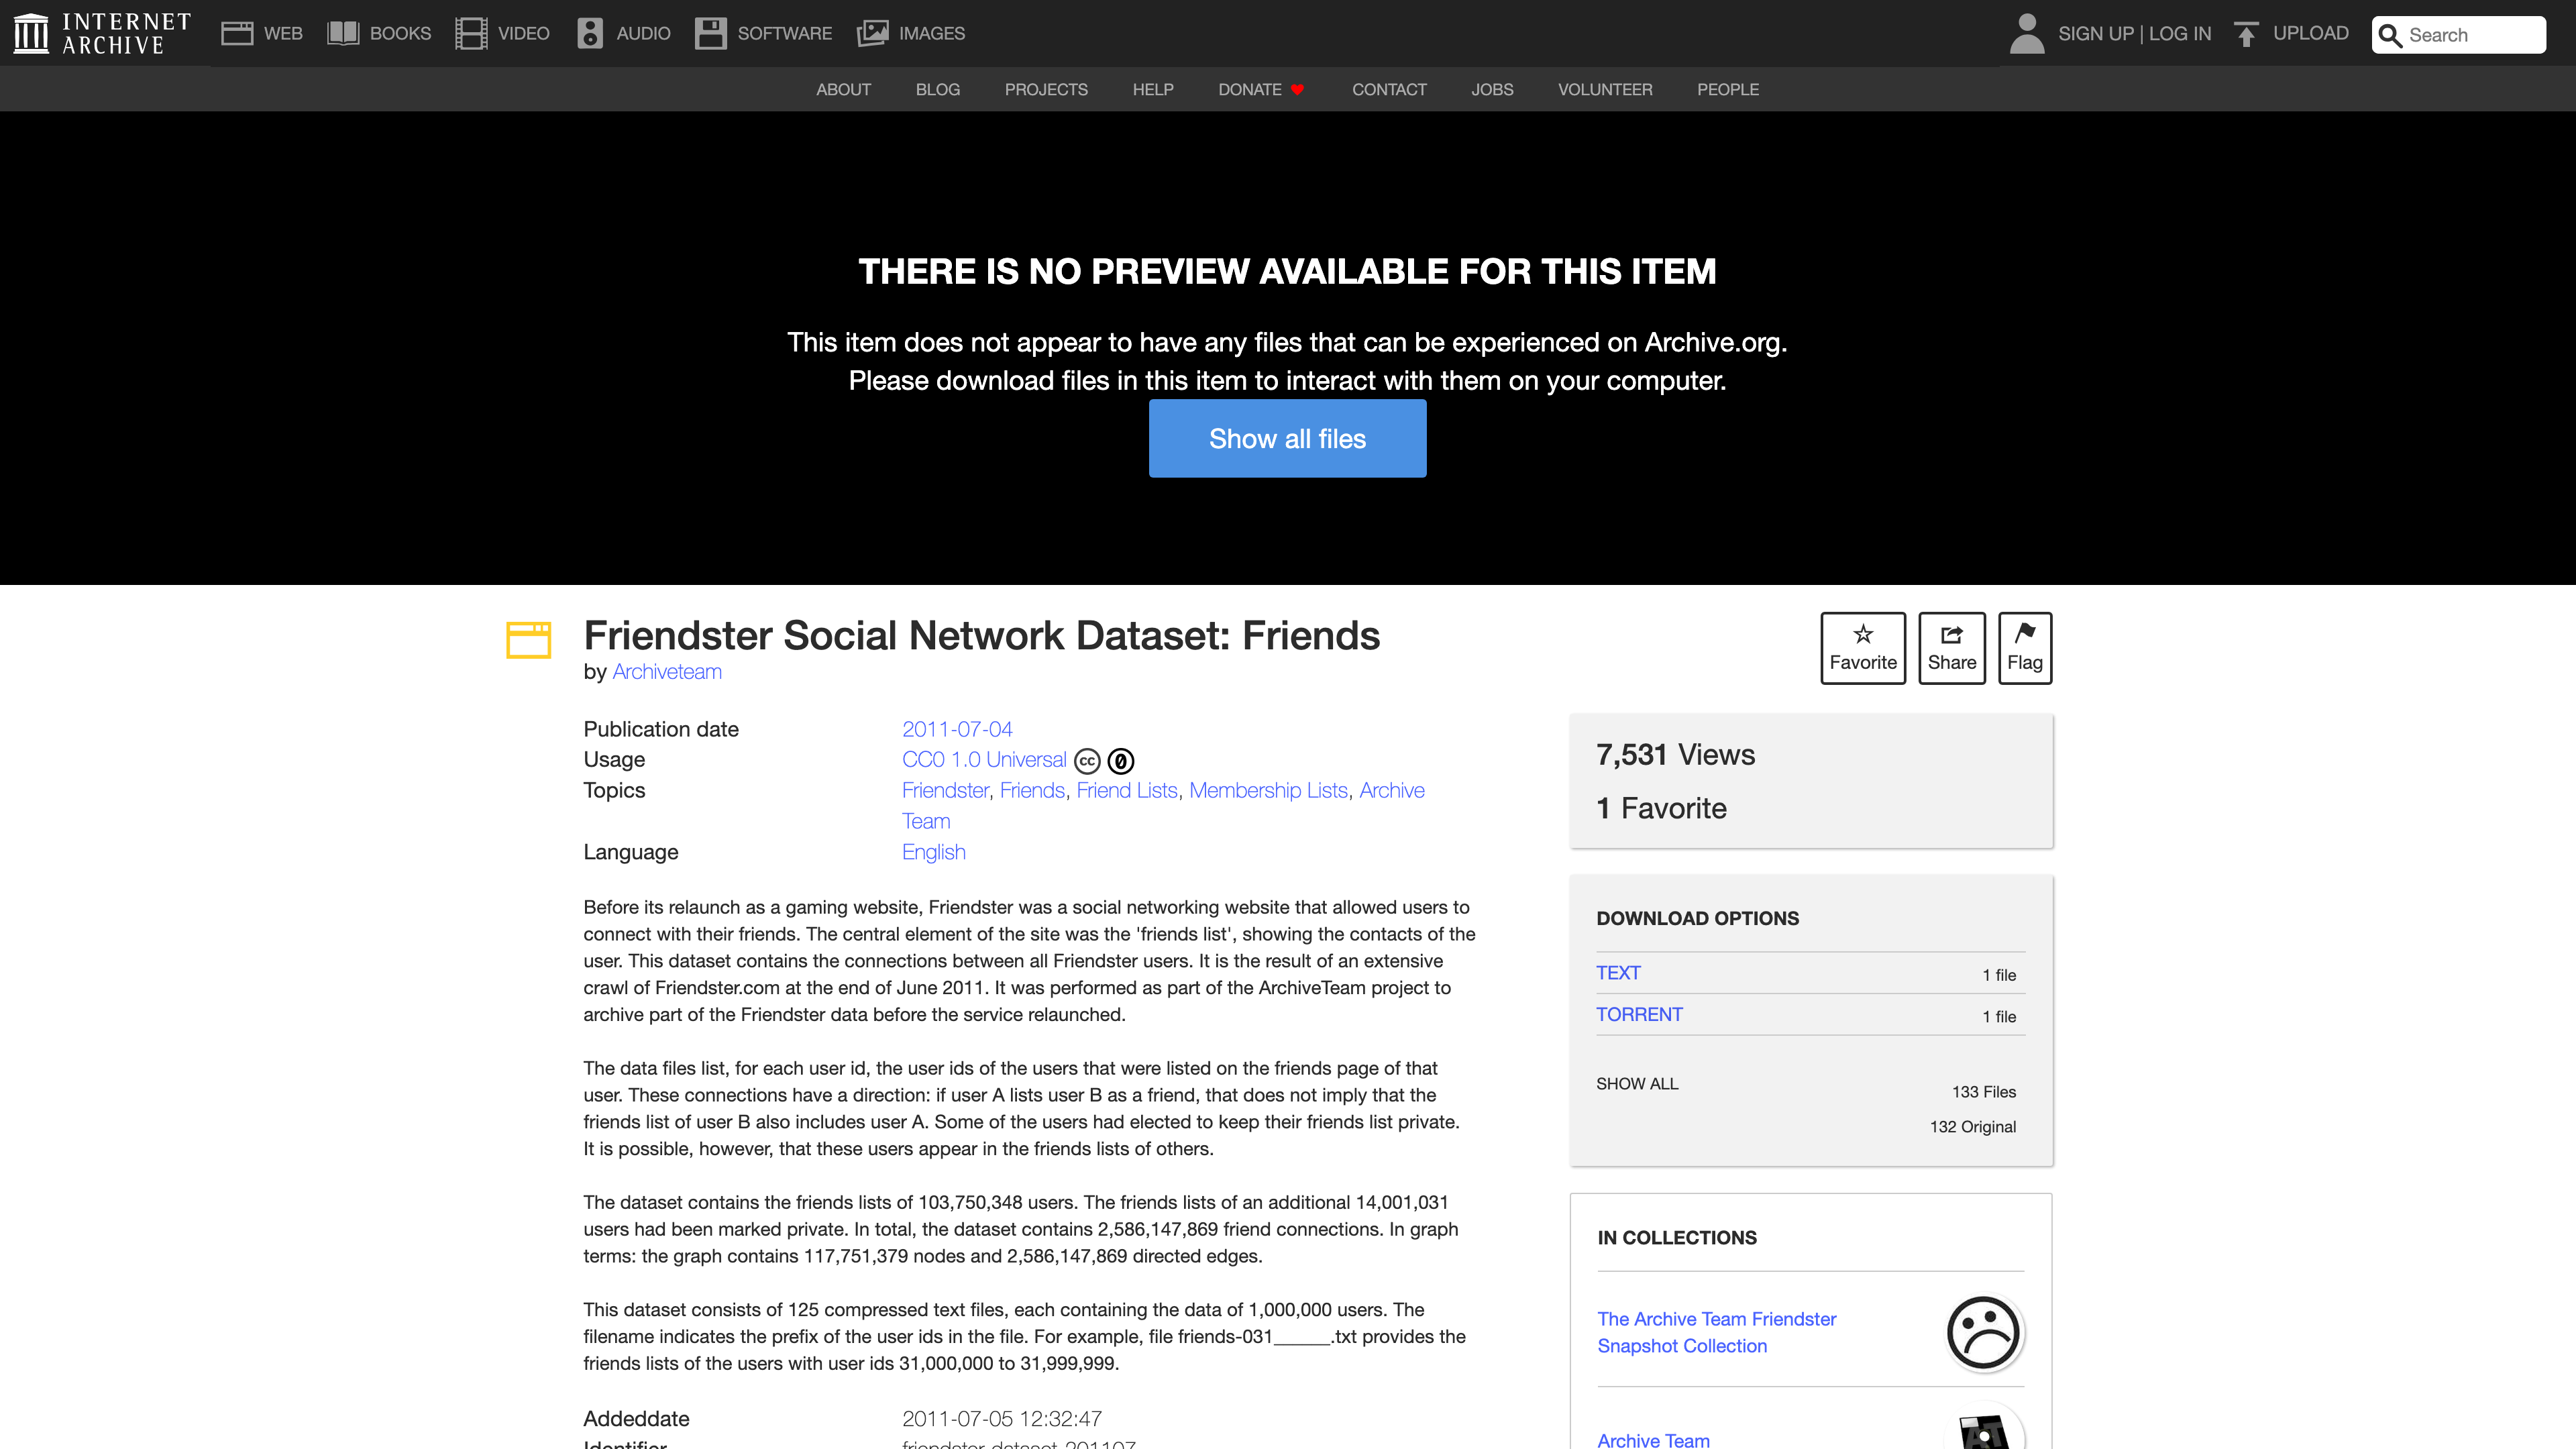 INTERNET ARCHIVE
WEB
BOOKS
VIDEO
AUDIO
SOFTWARE
IMAGES
SIGN UP | LOG IN
UPLOAD
Search
ABOUT
BLOG
PROJECTS
HELP
DONATE
CONTACT
JOBS
VOLUNTEER
PEOPLE
THERE IS NO PREVIEW AVAILABLE FOR THIS ITEM
This item does not appear to have any files that can be experienced on Archive.org.
Please download files in this item to interact with them on your computer.
Show all files
Friendster Social Network Dataset: Friends
by Archiveteam
Favorite
Share
Flag
Publication date 2011-07-04
Usage CC0 1.0 Universal cc 0
Topics Friendster, Friends, Friend Lists, Membership Lists, Archive
Team
Language English
Before its relaunch as a gaming website, Friendster was a social networking website that allowed users to
connect with their friends. The central element of the site was the 'friends list', showing the contacts of the
user. This dataset contains the connections between all Friendster users. It is the result of an extensive
crawl of Friendster.com at the end of June 2011. It was performed as part of the ArchiveTeam project to
archive part of the Friendster data before the service relaunched.
The data files list, for each user id, the user ids of the users that were listed on the friends page of that
user. These connections have a direction: if user A lists user B as a friend, that does not imply that the
friends list of user B also includes user A. Some of the users had elected to keep their friends list private.
It is possible, however, that these users appear in the friends lists of others.
The dataset contains the friends lists of 103,750,348 users. The friends lists of an additional 14,001,031
users had been marked private. In total, the dataset contains 2,586,147,869 friend connections. In graph
terms: the graph contains 117,751,379 nodes and 2,586,147,869 directed edges.
This dataset consists of 125 compressed text files, each containing the data of 1,000,000 users. The
filename indicates the prefix of the user ids in the file. For example, file friends-031______.txt provides the
friends lists of the users with user ids 31,000,000 to 31,999,999.
Addeddate 2011-07-05 12:32:47
Identifier friendster-dataset-201107
7,531 Views
1 Favorite
DOWNLOAD OPTIONS
TEXT 1 file
TORRENT 1 file
SHOW ALL 133 Files
132 Original
IN COLLECTIONS
The Archive Team Friendster
Snapshot Collection
Archive Team